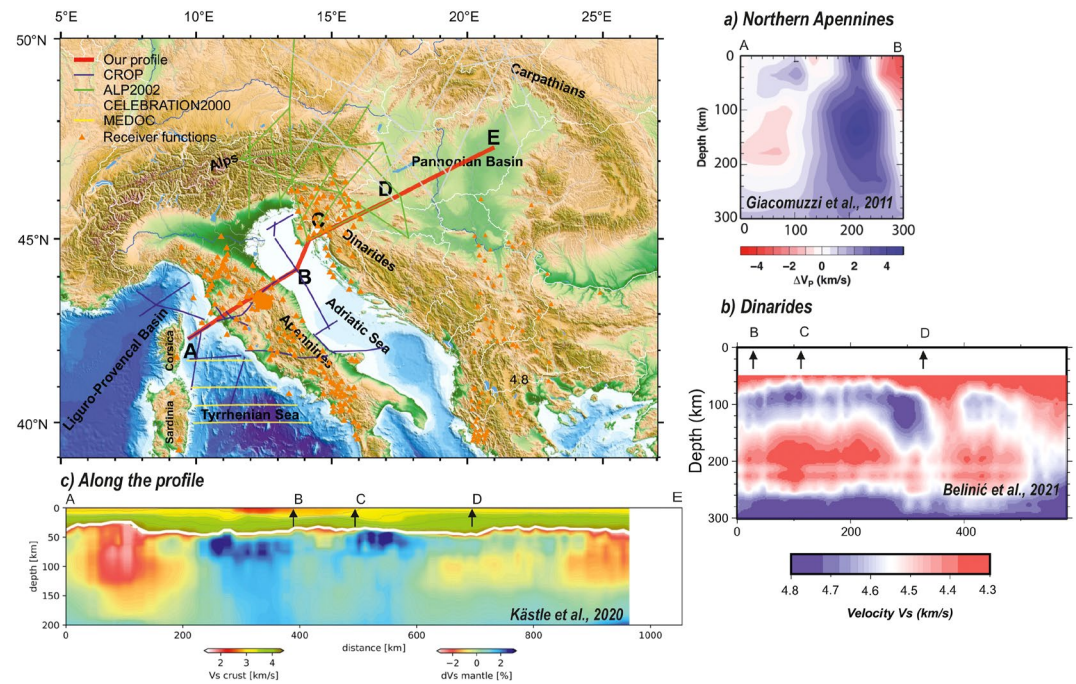 5°E 10°E 15°E 20°E 25°E
50°N
45°N
40°N
Our profile
CROP
ALP2002
CELEBRATION2000
MEDOC
Receiver functions
Carpathians
Alps
E
Pannonian Basin
D
C
Dinarides
B
Adriatic Sea
Apennines
A
Liguro-Provencal Basin
Corsica
Sardinia
Tyrrhenian Sea
4.8
a) Northern Apennines
A B
0
100
200
300
Depth (km)
Giacomuzzi et al., 2011
0 100 200 300
−4 −2 0 2 4
ΔVP (km/s)
b) Dinarides
B C D
0
100
200
300
Depth (km)
Belinić et al., 2021
0 200 400
4.8 4.7 4.6 4.5 4.4 4.3
Velocity Vs (km/s)
c) Along the profile
A B C D E
0
50
100
150
200
depth [km]
Kästle et al., 2020
0 200 400 600 800 1000
distance [km]
2 3 4
Vs crust [km/s]
−2 0 2
dVs mantle [%]